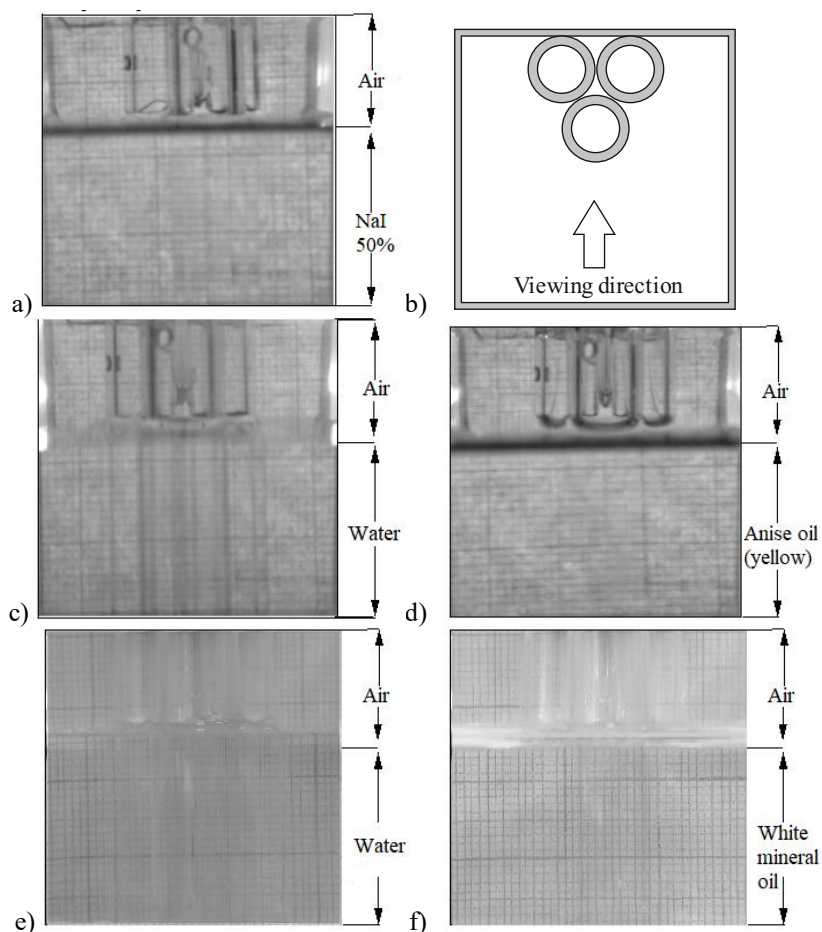 Air
NaI
50%
a)
Viewing direction
b)
Air
Water
c)
Air
Anise oil
(yellow)
d)
Air
Water
e)
Air
White
mineral
oil
f)